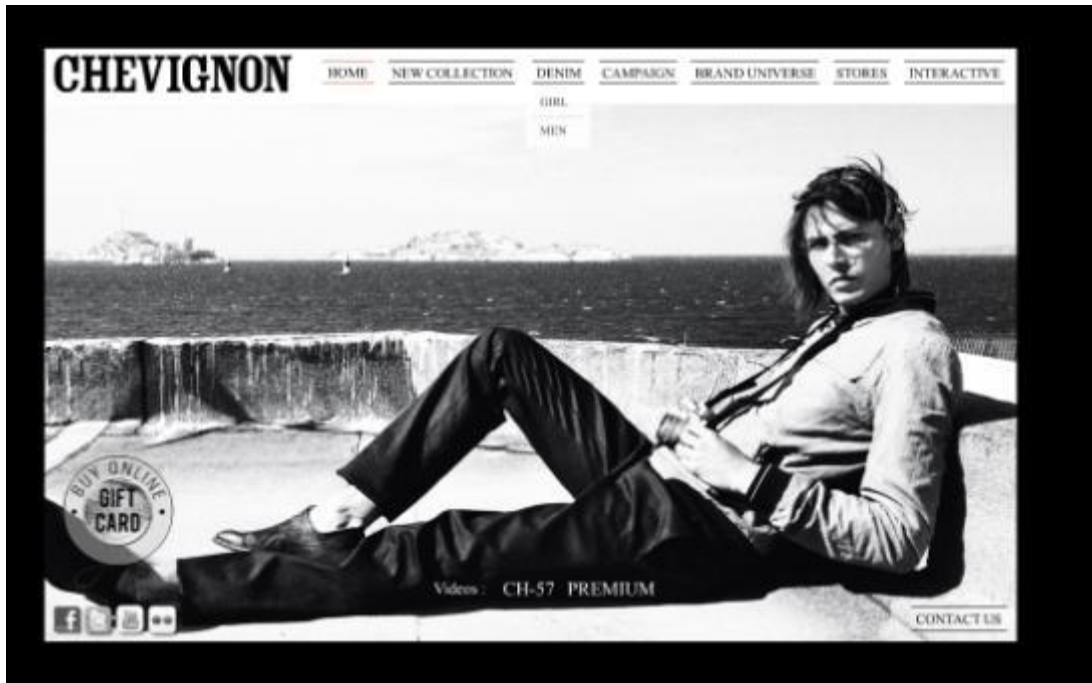 CHEVIGNON
HOME NEW COLLECTION DENIM CAMPAIGN BRAND UNIVERSE STORES INTERACTIVE
GIRL
MEN
BUY ONLINE
GIFT
CARD
Videos : CH-57 PREMIUM
CONTACT US